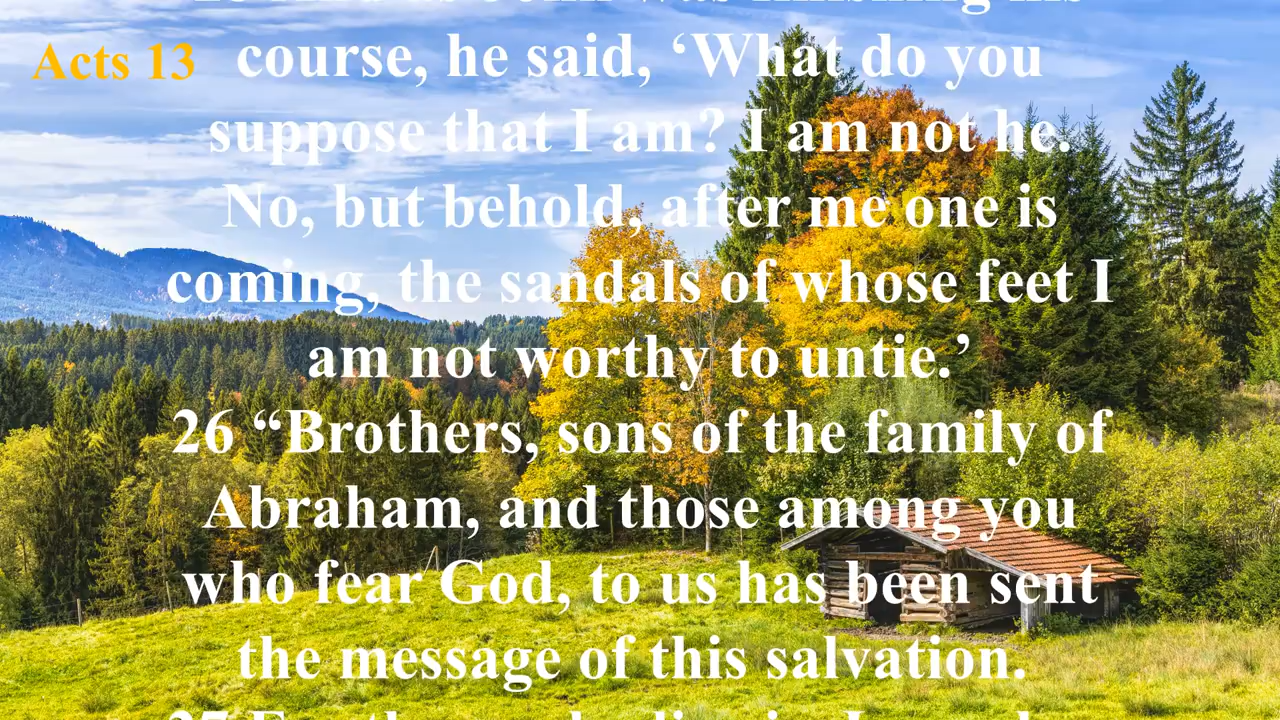 Acts 13
course, he said, ‘What do you
suppose that I am? I am not he.
No, but behold, after me one is
coming, the sandals of whose feet I
am not worthy to untie.’
26 “Brothers, sons of the family of
Abraham, and those among you
who fear God, to us has been sent
the message of this salvation.